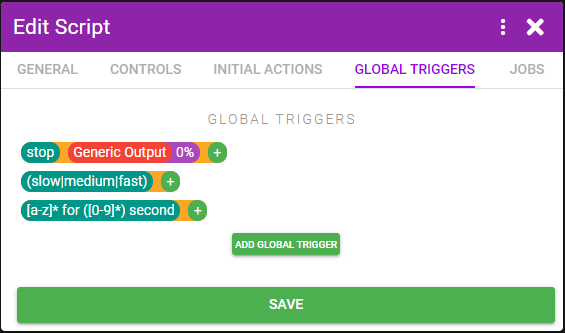 Edit Script
GENERAL CONTROLS INITIAL ACTIONS GLOBAL TRIGGERS JOBS
GLOBAL TRIGGERS
stop Generic Output 0% +
(slow|medium|fast) +
[a-z]* for ([0-9]*) second +
ADD GLOBAL TRIGGER
SAVE